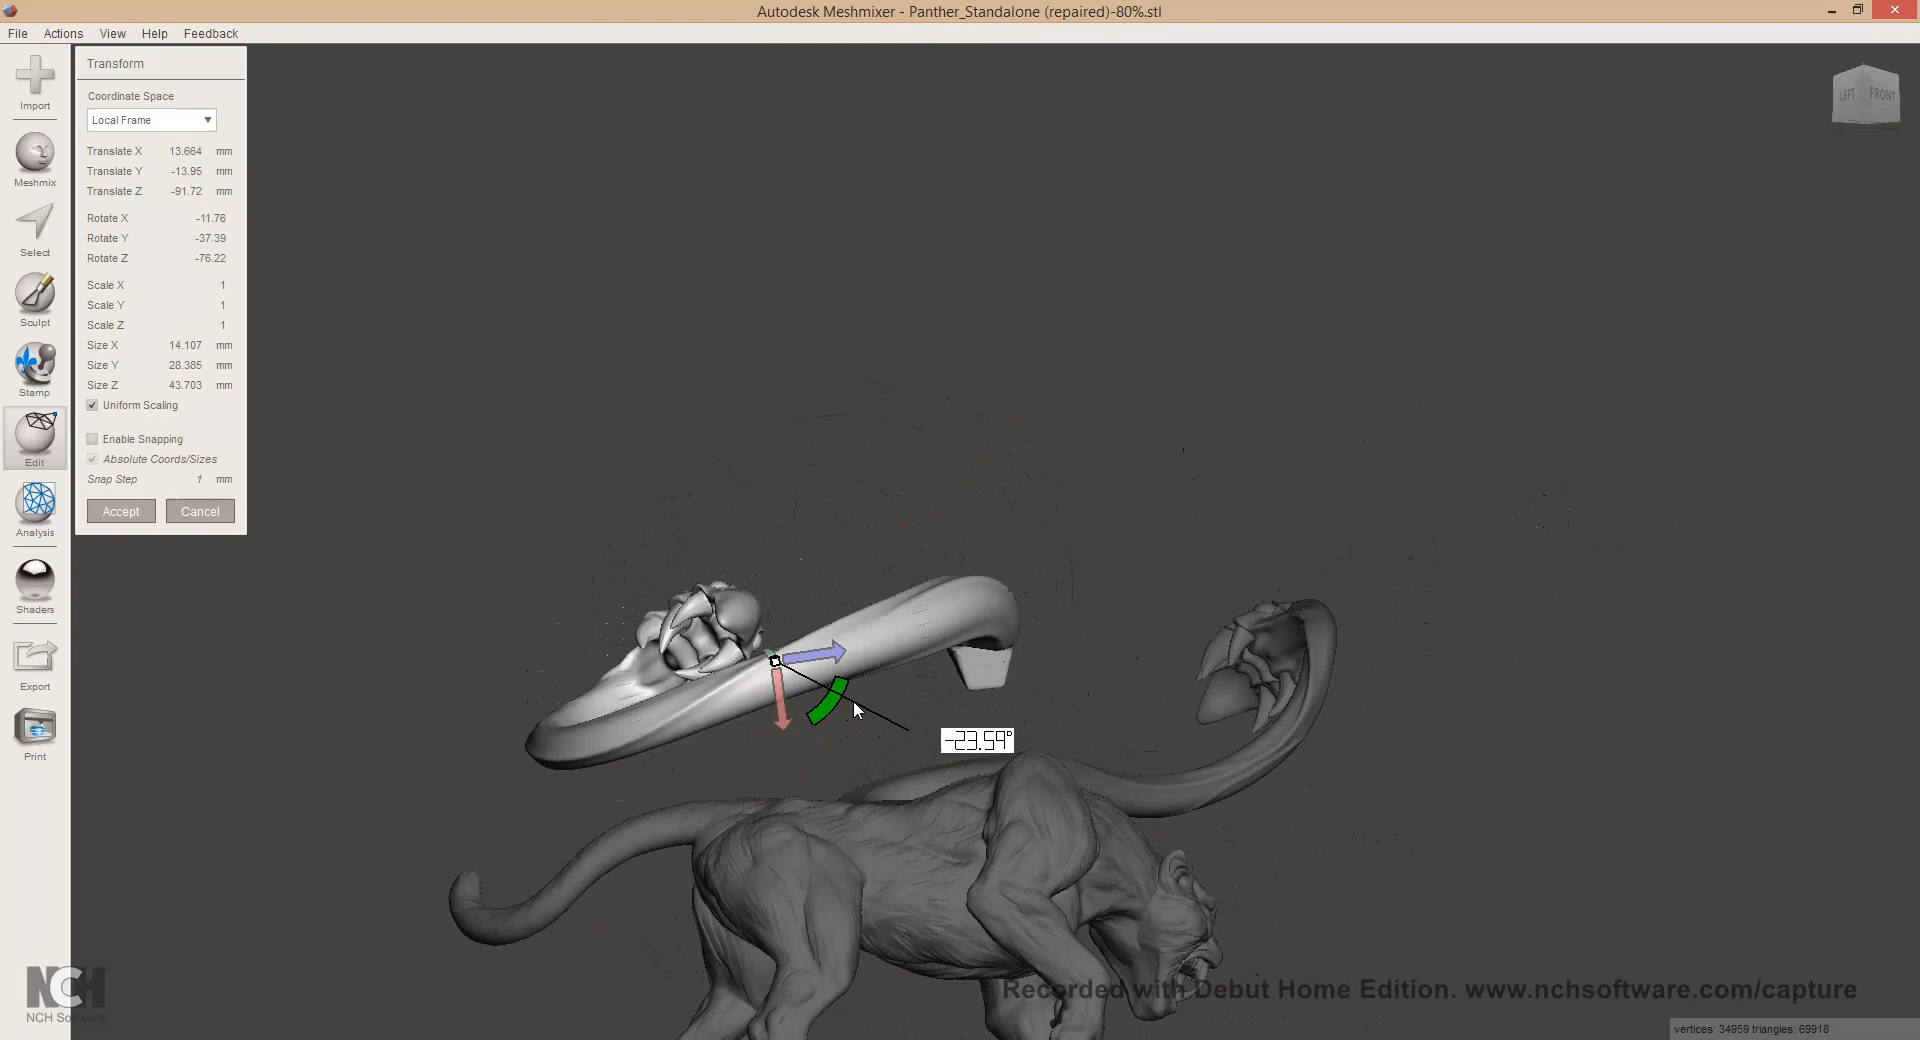 Autodesk Meshmixer - Panther_Standalone (repaired)-80%.stl
File Actions View Help Feedback
Import
Meshmix
Select
Sculpt
Stamp
Edit
Analysis
Shaders
Export
Print
Transform
Coordinate Space
Local Frame
Translate X 13.664 mm
Translate Y -13.95 mm
Translate Z -91.72 mm
Rotate X -11.76
Rotate Y -37.39
Rotate Z -76.22
Scale X 1
Scale Y 1
Scale Z 1
Size X 14.107 mm
Size Y 28.385 mm
Size Z 43.703 mm
Uniform Scaling
Enable Snapping
Absolute Coords/Sizes
Snap Step 1 mm
Accept Cancel
LEFT FRONT
-23.59°
NCH
NCH Software
Recorded with Debut Home Edition. www.nchsoftware.com/capture
vertices: 34959 triangles: 69918